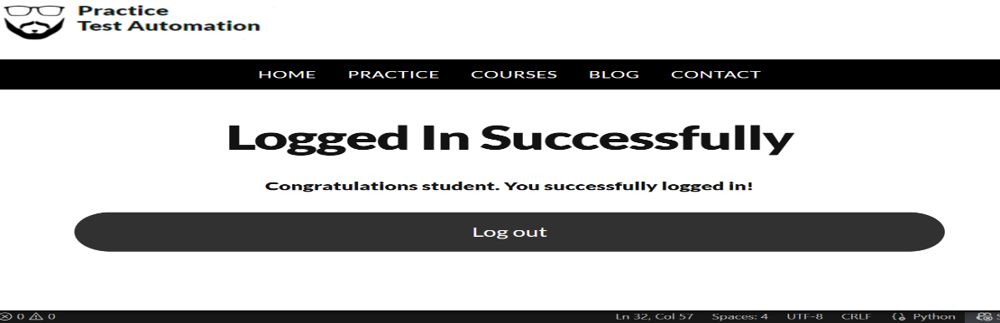 Practice
Test Automation
HOME PRACTICE COURSES BLOG CONTACT
Logged In Successfully
Congratulations student. You successfully logged in!
Log out
0 0 Ln 32, Col 57 Spaces: 4 UTF-8 CRLF Python